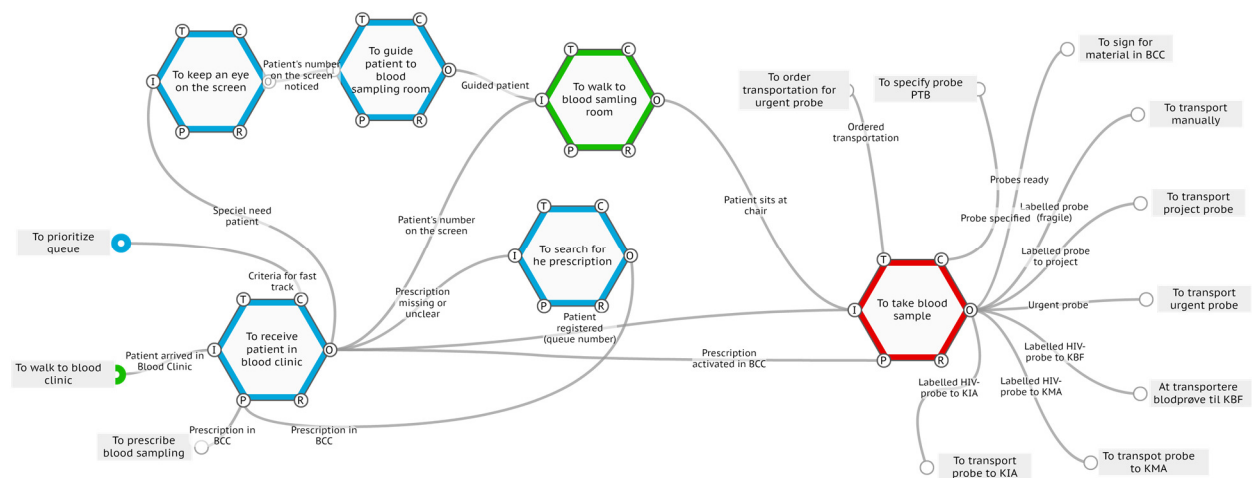 T
C
I
To keep an eye
on the screen
O
P
R
Patient's number
on the screen
noticed
T
C
To guide
patient to
blood
sampling room
O
P
R
Guided patient
T
C
I
To walk to
blood samling
room
O
P
R
To order
transportation for
urgent probe
Ordered
transportation
To specify probe
PTB
Probe specified
To sign for
material in BCC
Probes ready
To transport
manually
Labelled probe
(fragile)
To transport
project probe
Labelled probe
to project
To transport
urgent probe
Urgent probe
Labelled HIV-
probe to KBF
At transportere
blodprøve til KBF
Labelled HIV-
probe to KMA
To transpot probe
to KMA
Labelled HIV-
probe to KIA
To transport
probe to KIA
T
C
I
To take blood
sample
O
P
R
Patient sits at
chair
Speciel need
patient
Patient's number
on the screen
T
C
I
To search for
he prescription
O
P
R
Prescription
missing or
unclear
Patient
registered
(queue number)
Prescription
activated in BCC
To prioritize
queue
Criteria for fast
track
T
C
I
To receive
patient in
blood clinic
O
P
R
To walk to blood
clinic
Patient arrived in
Blood Clinic
To prescribe
blood sampling
Prescription in
BCC
Prescription in
BCC